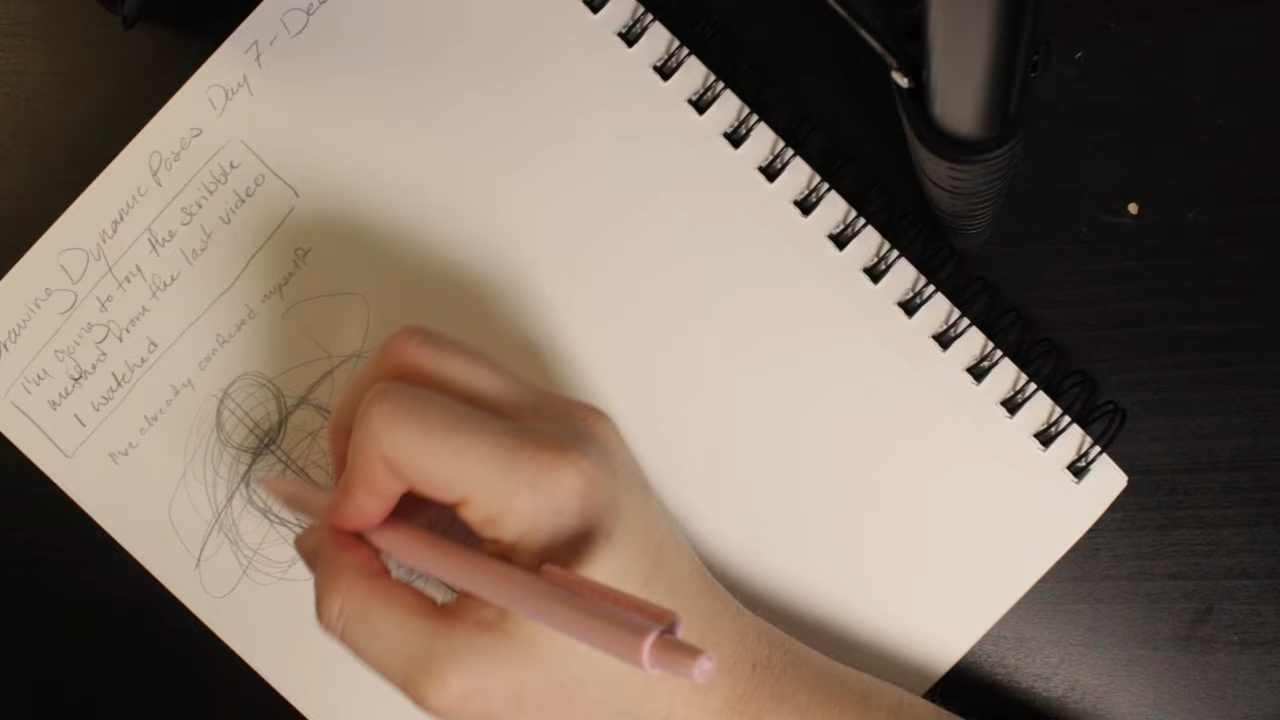 Drawing Dynamic Poses Day 7 - Dec
I'm going to try the scribble
method from the last video
I watched
I've already confused myself